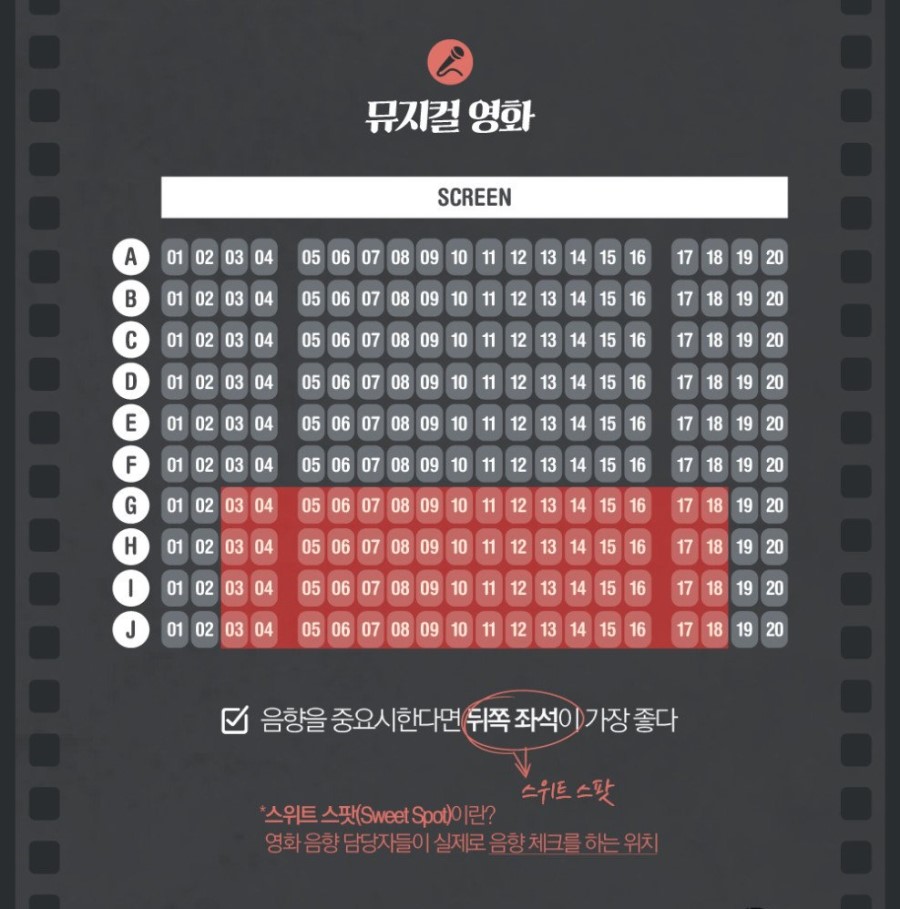 뮤지컬 영화
SCREEN
A 01 02 03 04 05 06 07 08 09 10 11 12 13 14 15 16 17 18 19 20
B 01 02 03 04 05 06 07 08 09 10 11 12 13 14 15 16 17 18 19 20
C 01 02 03 04 05 06 07 08 09 10 11 12 13 14 15 16 17 18 19 20
D 01 02 03 04 05 06 07 08 09 10 11 12 13 14 15 16 17 18 19 20
E 01 02 03 04 05 06 07 08 09 10 11 12 13 14 15 16 17 18 19 20
F 01 02 03 04 05 06 07 08 09 10 11 12 13 14 15 16 17 18 19 20
G 01 02 03 04 05 06 07 08 09 10 11 12 13 14 15 16 17 18 19 20
H 01 02 03 04 05 06 07 08 09 10 11 12 13 14 15 16 17 18 19 20
I 01 02 03 04 05 06 07 08 09 10 11 12 13 14 15 16 17 18 19 20
J 01 02 03 04 05 06 07 08 09 10 11 12 13 14 15 16 17 18 19 20
음향을 중요시한다면 뒤쪽 좌석이 가장 좋다
스위트 스팟
*스위트 스팟(Sweet Spot)이란?
영화 음향 담당자들이 실제로 음향 체크를 하는 위치